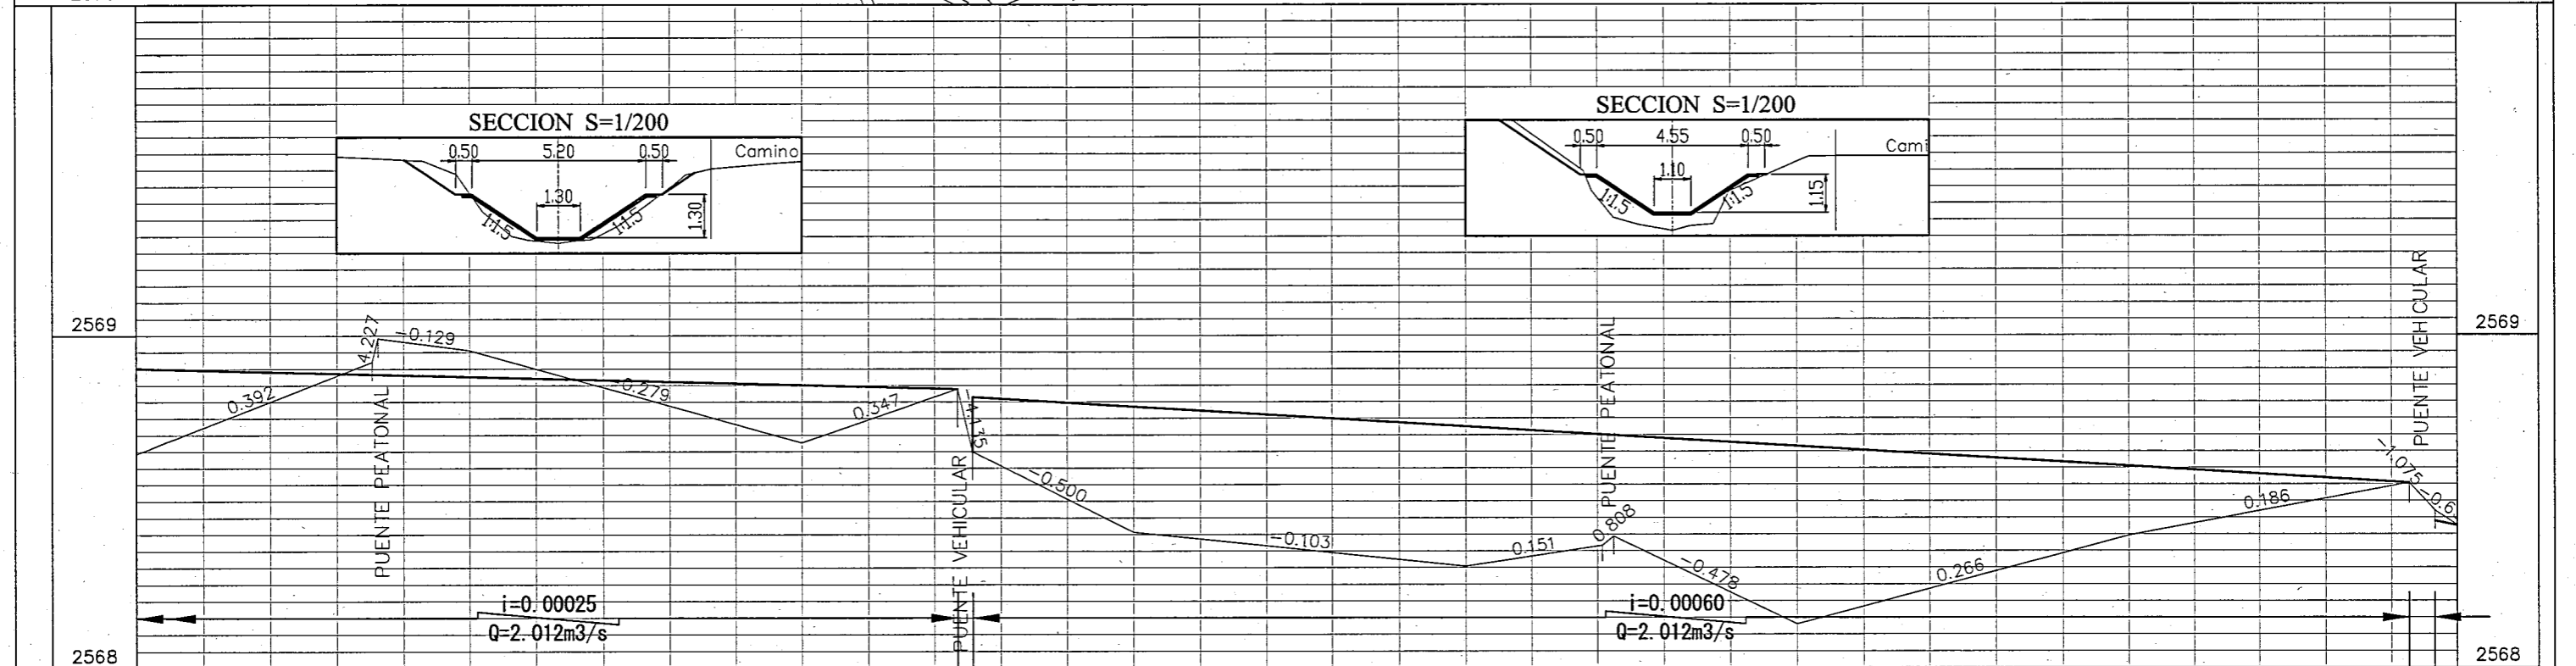 SECCION S=1/200
0.50 5.20 0.50 Camino
1.30
1:1.5 1:1.5 1.30
SECCION S=1/200
0.50 4.55 0.50 Cami
1.10
1:1.5 1:1.5 1.15
2569 2569
0.392
4.227
-0.129
PUENTE PEATONAL
-0.279
0.347
-4.175
PUENTE VEHICULAR
-0.500
-0.103
0.151
0.808
PUENTE PEATONAL
-0.478
0.266
0.186
-1.075
PUENTE VEHICULAR
i=0.00025
Q=2.012m3/s
i=0.00060
Q=2.012m3/s
2568 2568